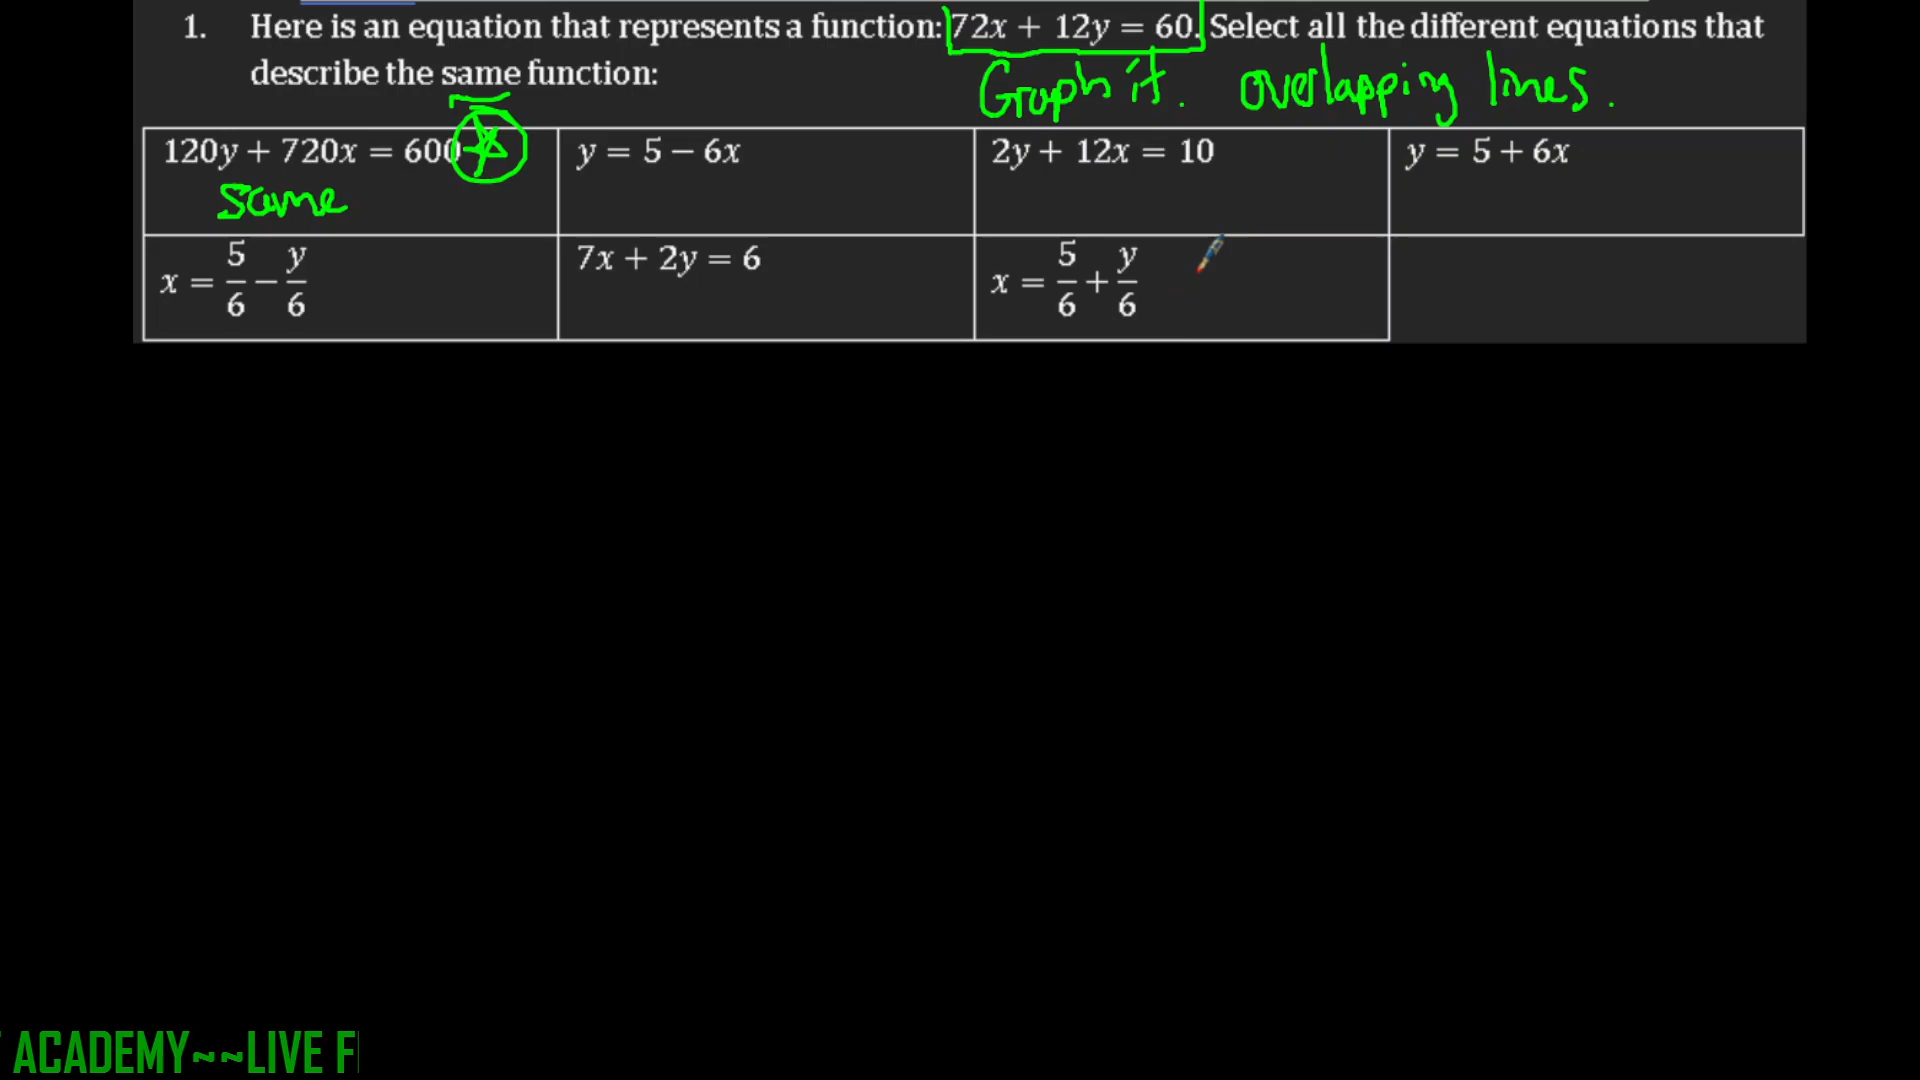 1. Here is an equation that represents a function: 72x + 12y = 60. Select all the different equations that
describe the same function:
Graph it. overlapping lines.
120y + 720x = 600
y = 5 − 6x
2y + 12x = 10
y = 5 + 6x
same
x = 5/6 − y/6
7x + 2y = 6
x = 5/6 + y/6
ACADEMY~~LIVE